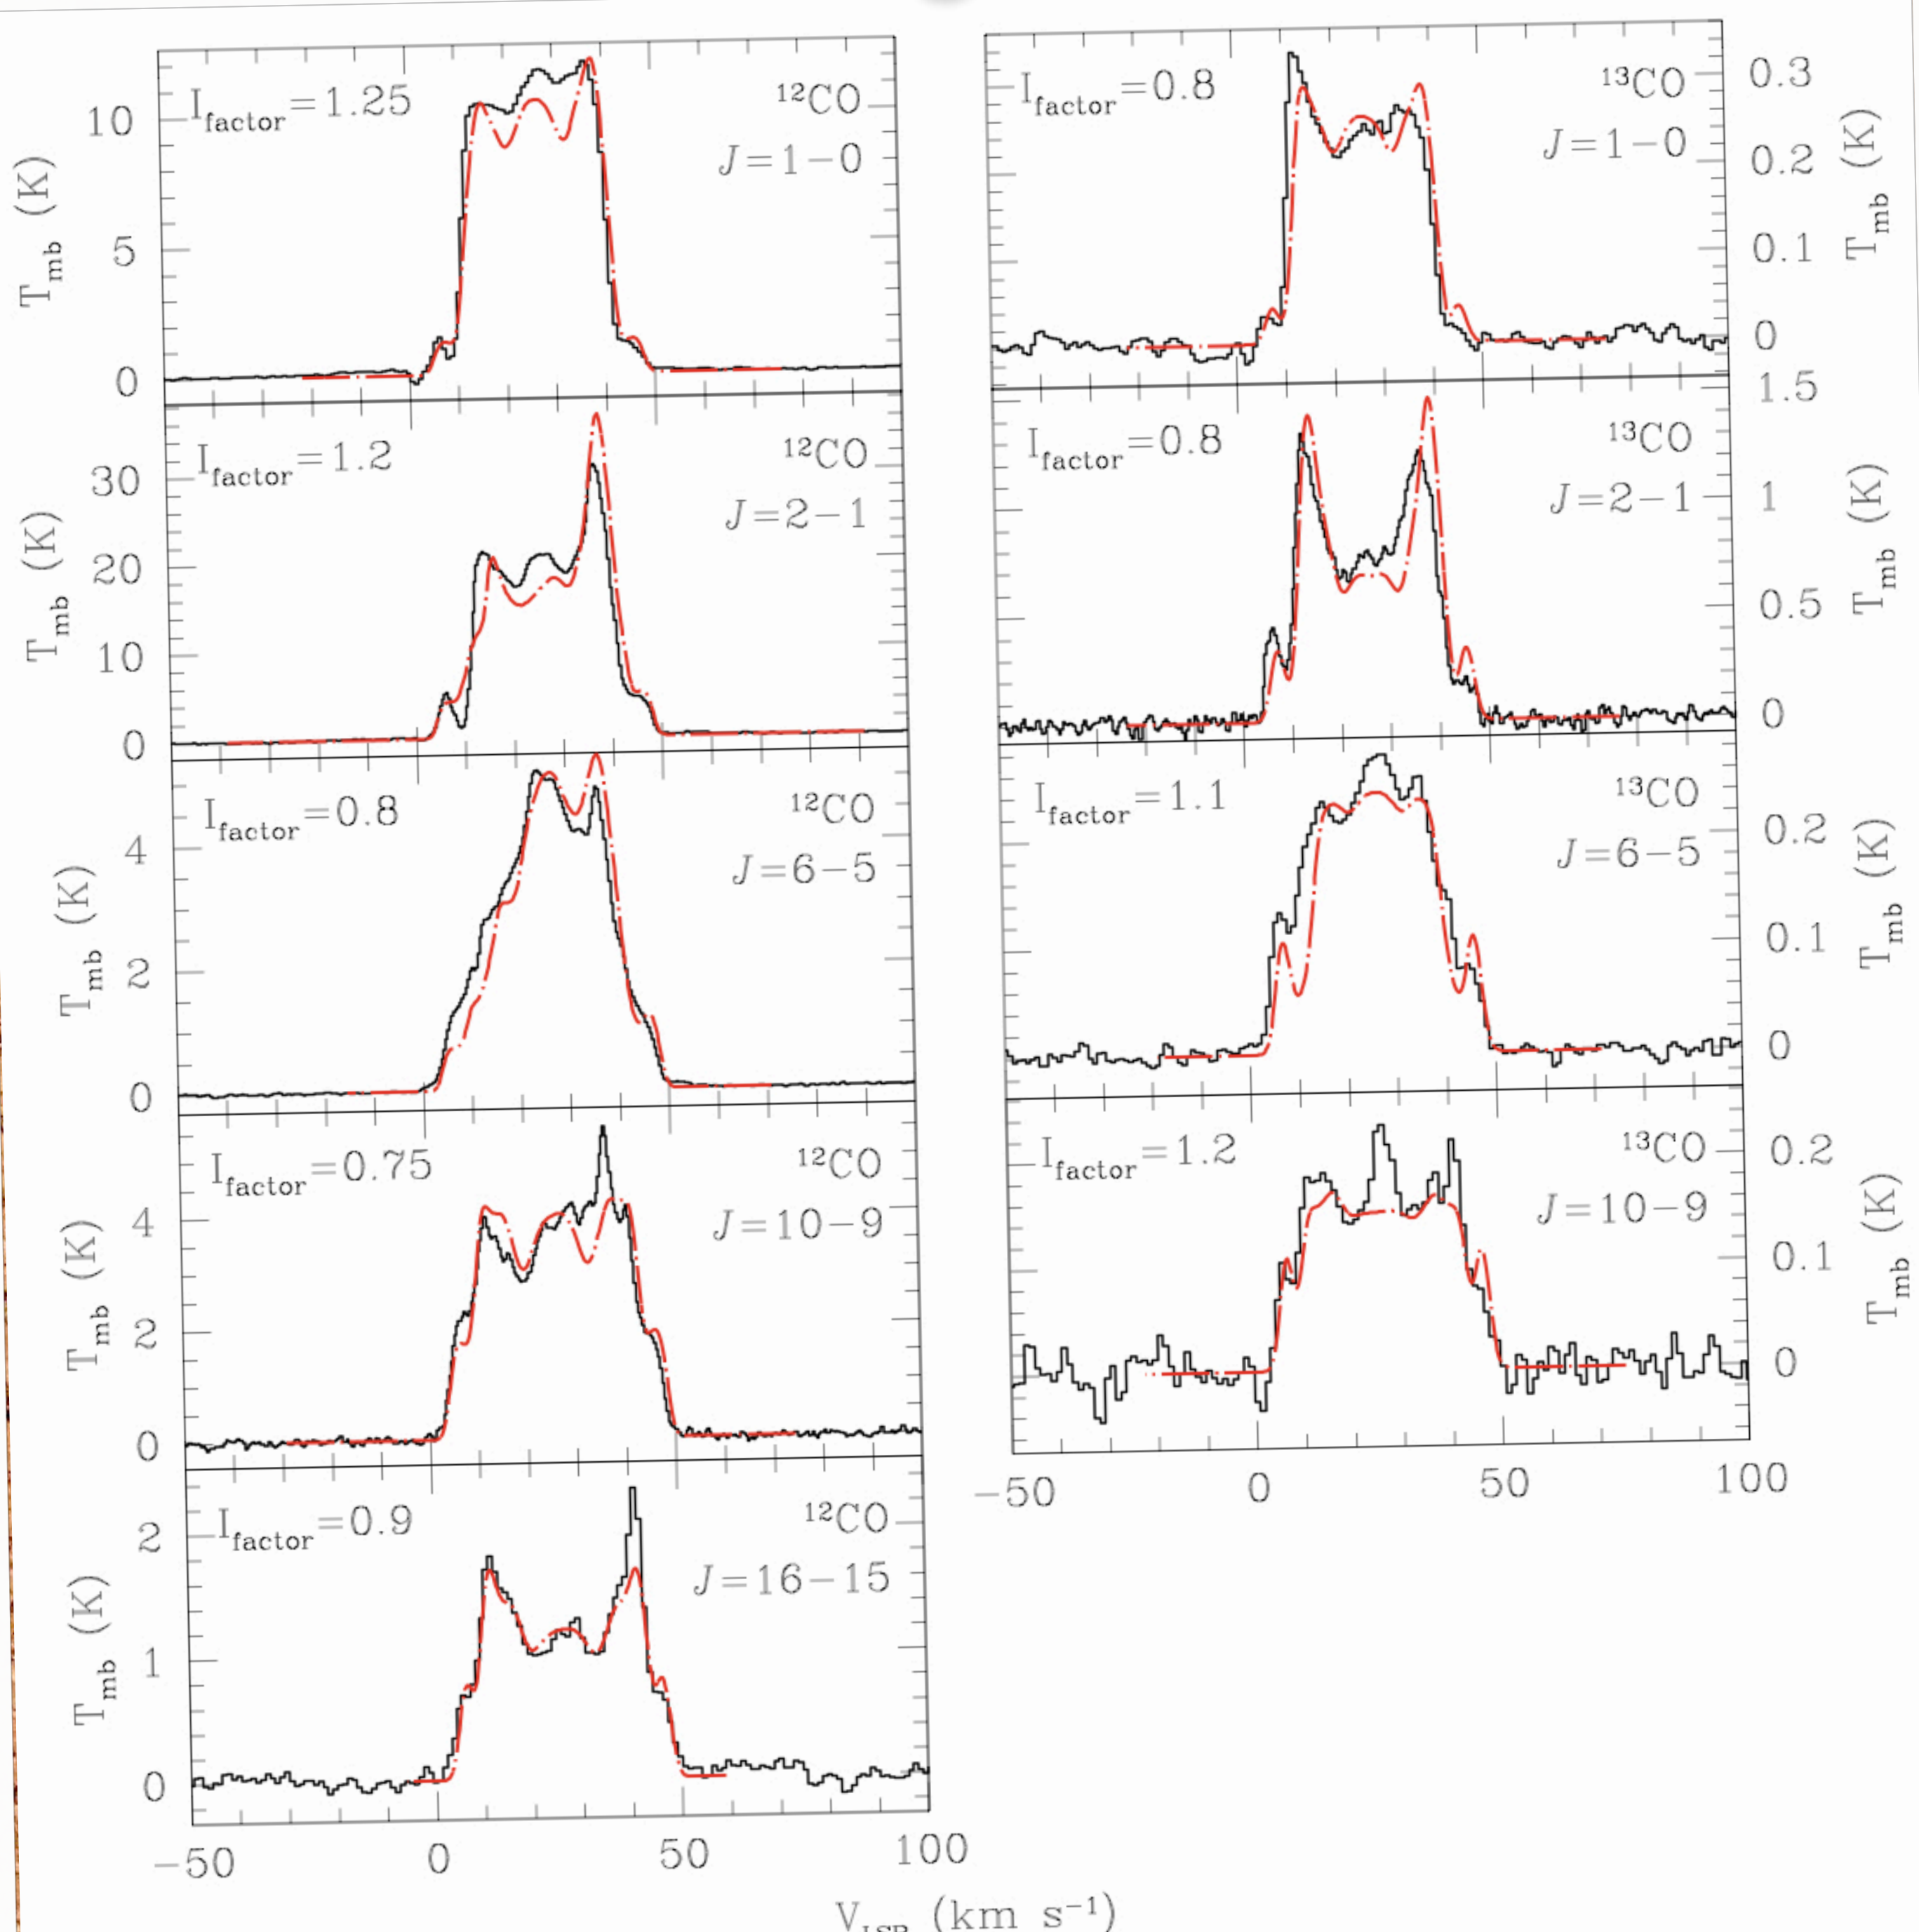 I_factor=1.25
¹²CO
J=1−0
10
5
0
T_mb (K)
I_factor=1.2
¹²CO
J=2−1
30
20
10
0
T_mb (K)
I_factor=0.8
¹²CO
J=6−5
4
2
0
T_mb (K)
I_factor=0.75
¹²CO
J=10−9
4
2
0
T_mb (K)
I_factor=0.9
¹²CO
J=16−15
2
1
0
T_mb (K)
−50 0 50 100
I_factor=0.8
¹³CO
J=1−0
0.3
0.2
0.1
0
T_mb (K)
I_factor=0.8
¹³CO
J=2−1
1.5
1
0.5
0
T_mb (K)
I_factor=1.1
¹³CO
J=6−5
0.2
0.1
0
T_mb (K)
I_factor=1.2
¹³CO
J=10−9
0.2
0.1
0
T_mb (K)
−50 0 50 100
V_LSR (km s⁻¹)